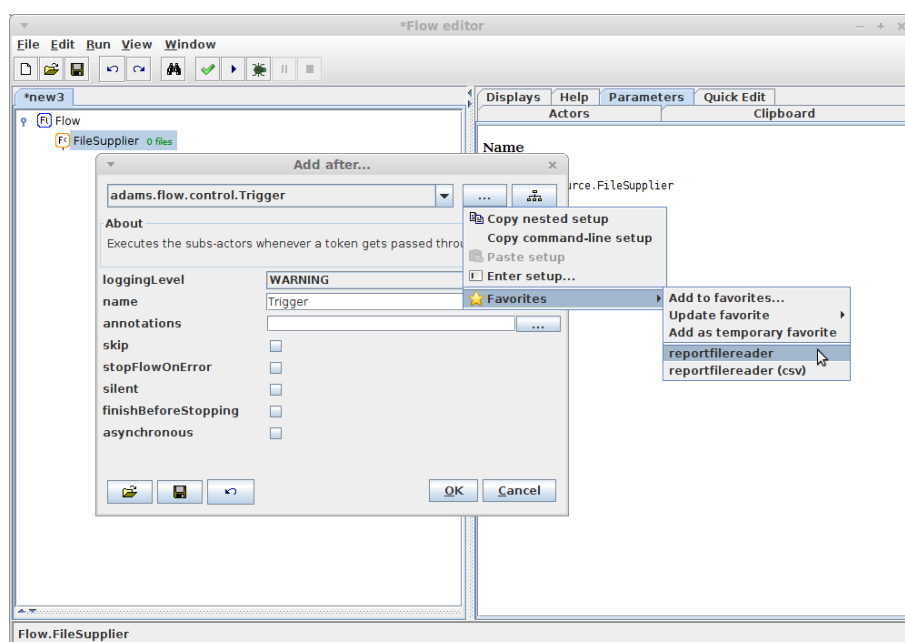 *Flow editor
File Edit Run View Window
*new3
Displays Help Parameters Quick Edit
Actors Clipboard
Flow
FileSupplier 0 files
Name
Add after...
adams.flow.control.Trigger
...
urce.FileSupplier
About
Executes the subs-actors whenever a token gets passed throu
Copy nested setup
Copy command-line setup
Paste setup
Enter setup...
Favorites
Add to favorites...
Update favorite
Add as temporary favorite
reportfilereader
reportfilereader (csv)
loggingLevel WARNING
name Trigger
annotations ...
skip
stopFlowOnError
silent
finishBeforeStopping
asynchronous
OK Cancel
Flow.FileSupplier